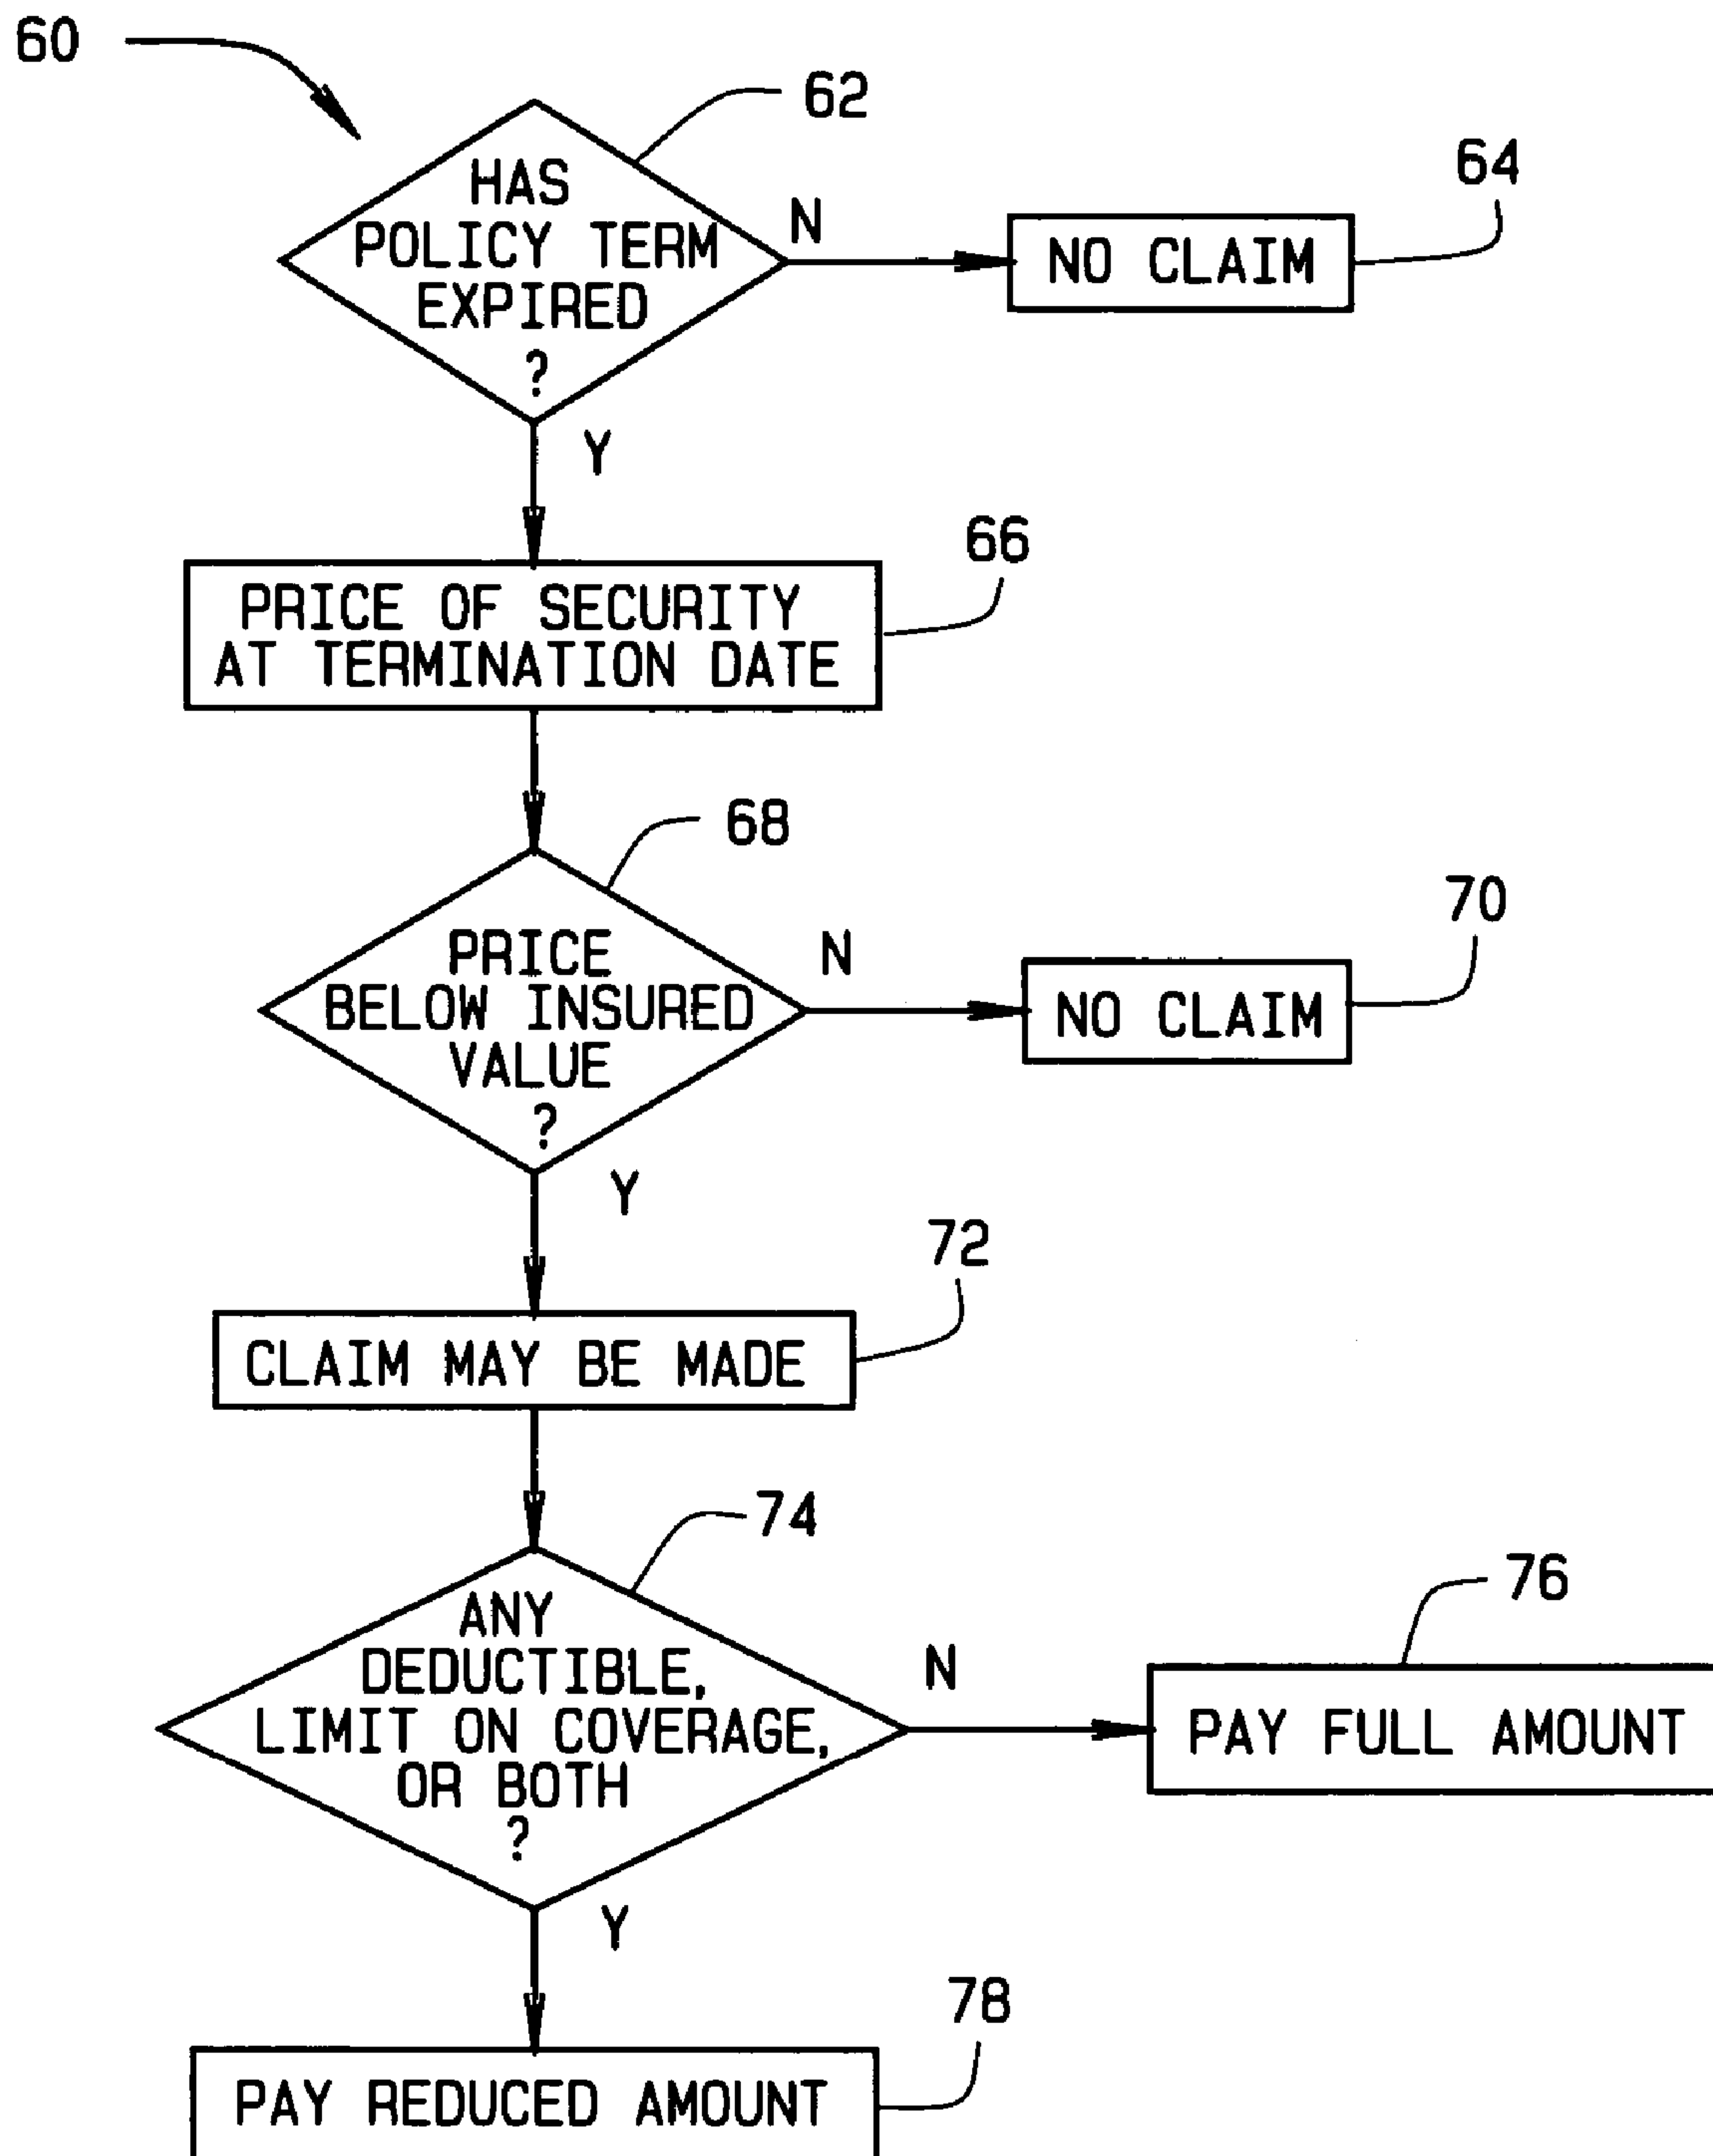 60
62
HAS
POLICY TERM
EXPIRED
?
N
64
NO CLAIM
Y
66
PRICE OF SECURITY
AT TERMINATION DATE
68
PRICE
BELOW INSURED
VALUE
?
N
70
NO CLAIM
Y
72
CLAIM MAY BE MADE
74
ANY
DEDUCTIBLE,
LIMIT ON COVERAGE,
OR BOTH
?
N
76
PAY FULL AMOUNT
Y
78
PAY REDUCED AMOUNT